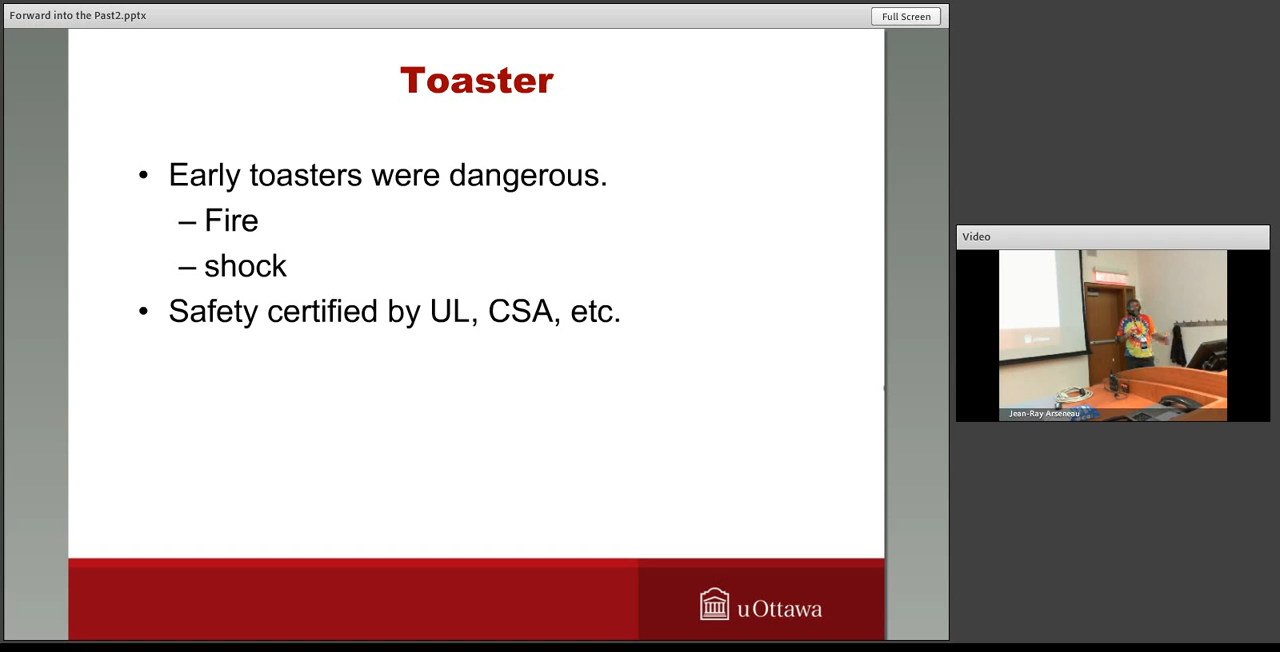 Forward into the Past2.pptx
Full Screen
Toaster
• Early toasters were dangerous.
– Fire
– shock
• Safety certified by UL, CSA, etc.
Video
Jean-Ray Arseneau
uOttawa